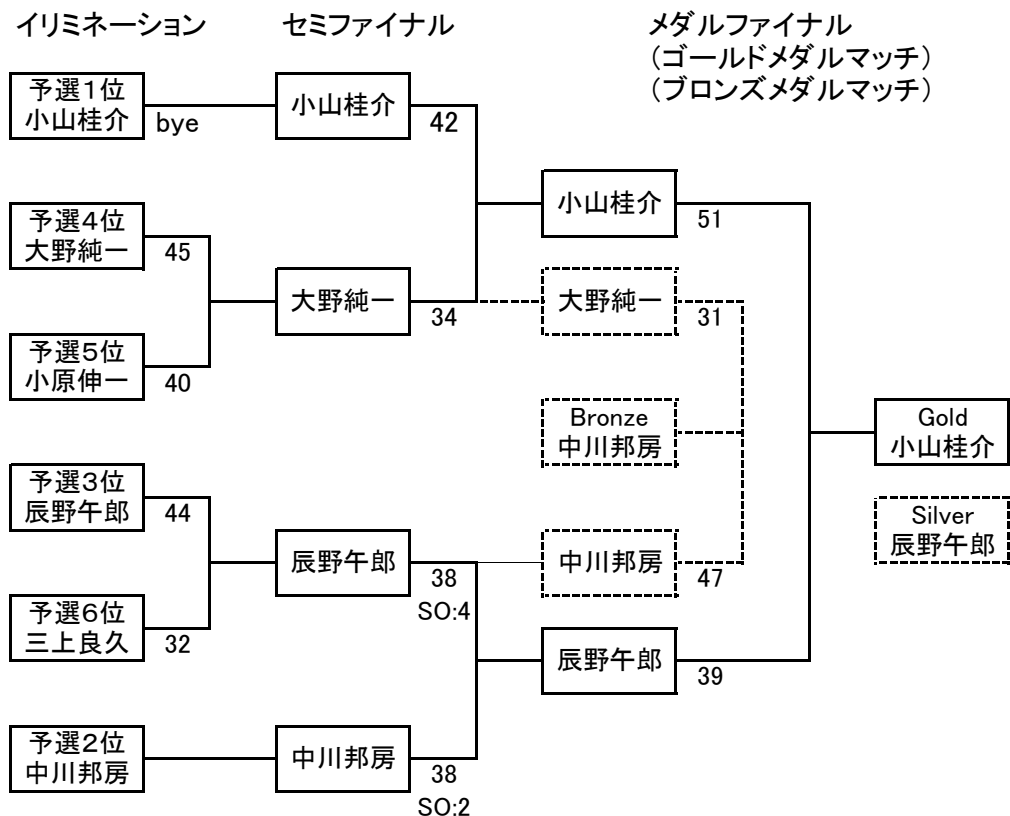 イリミネーション
セミファイナル
メダルファイナル
(ゴールドメダルマッチ)
(ブロンズメダルマッチ)
予選1位
小山桂介
bye
小山桂介
42
小山桂介
51
予選4位
大野純一
45
大野純一
34
大野純一
31
予選5位
小原伸一
40
Bronze
中川邦房
Gold
小山桂介
予選3位
辰野午郎
44
Silver
辰野午郎
辰野午郎
38
SO:4
中川邦房
47
予選6位
三上良久
32
辰野午郎
39
予選2位
中川邦房
中川邦房
38
SO:2